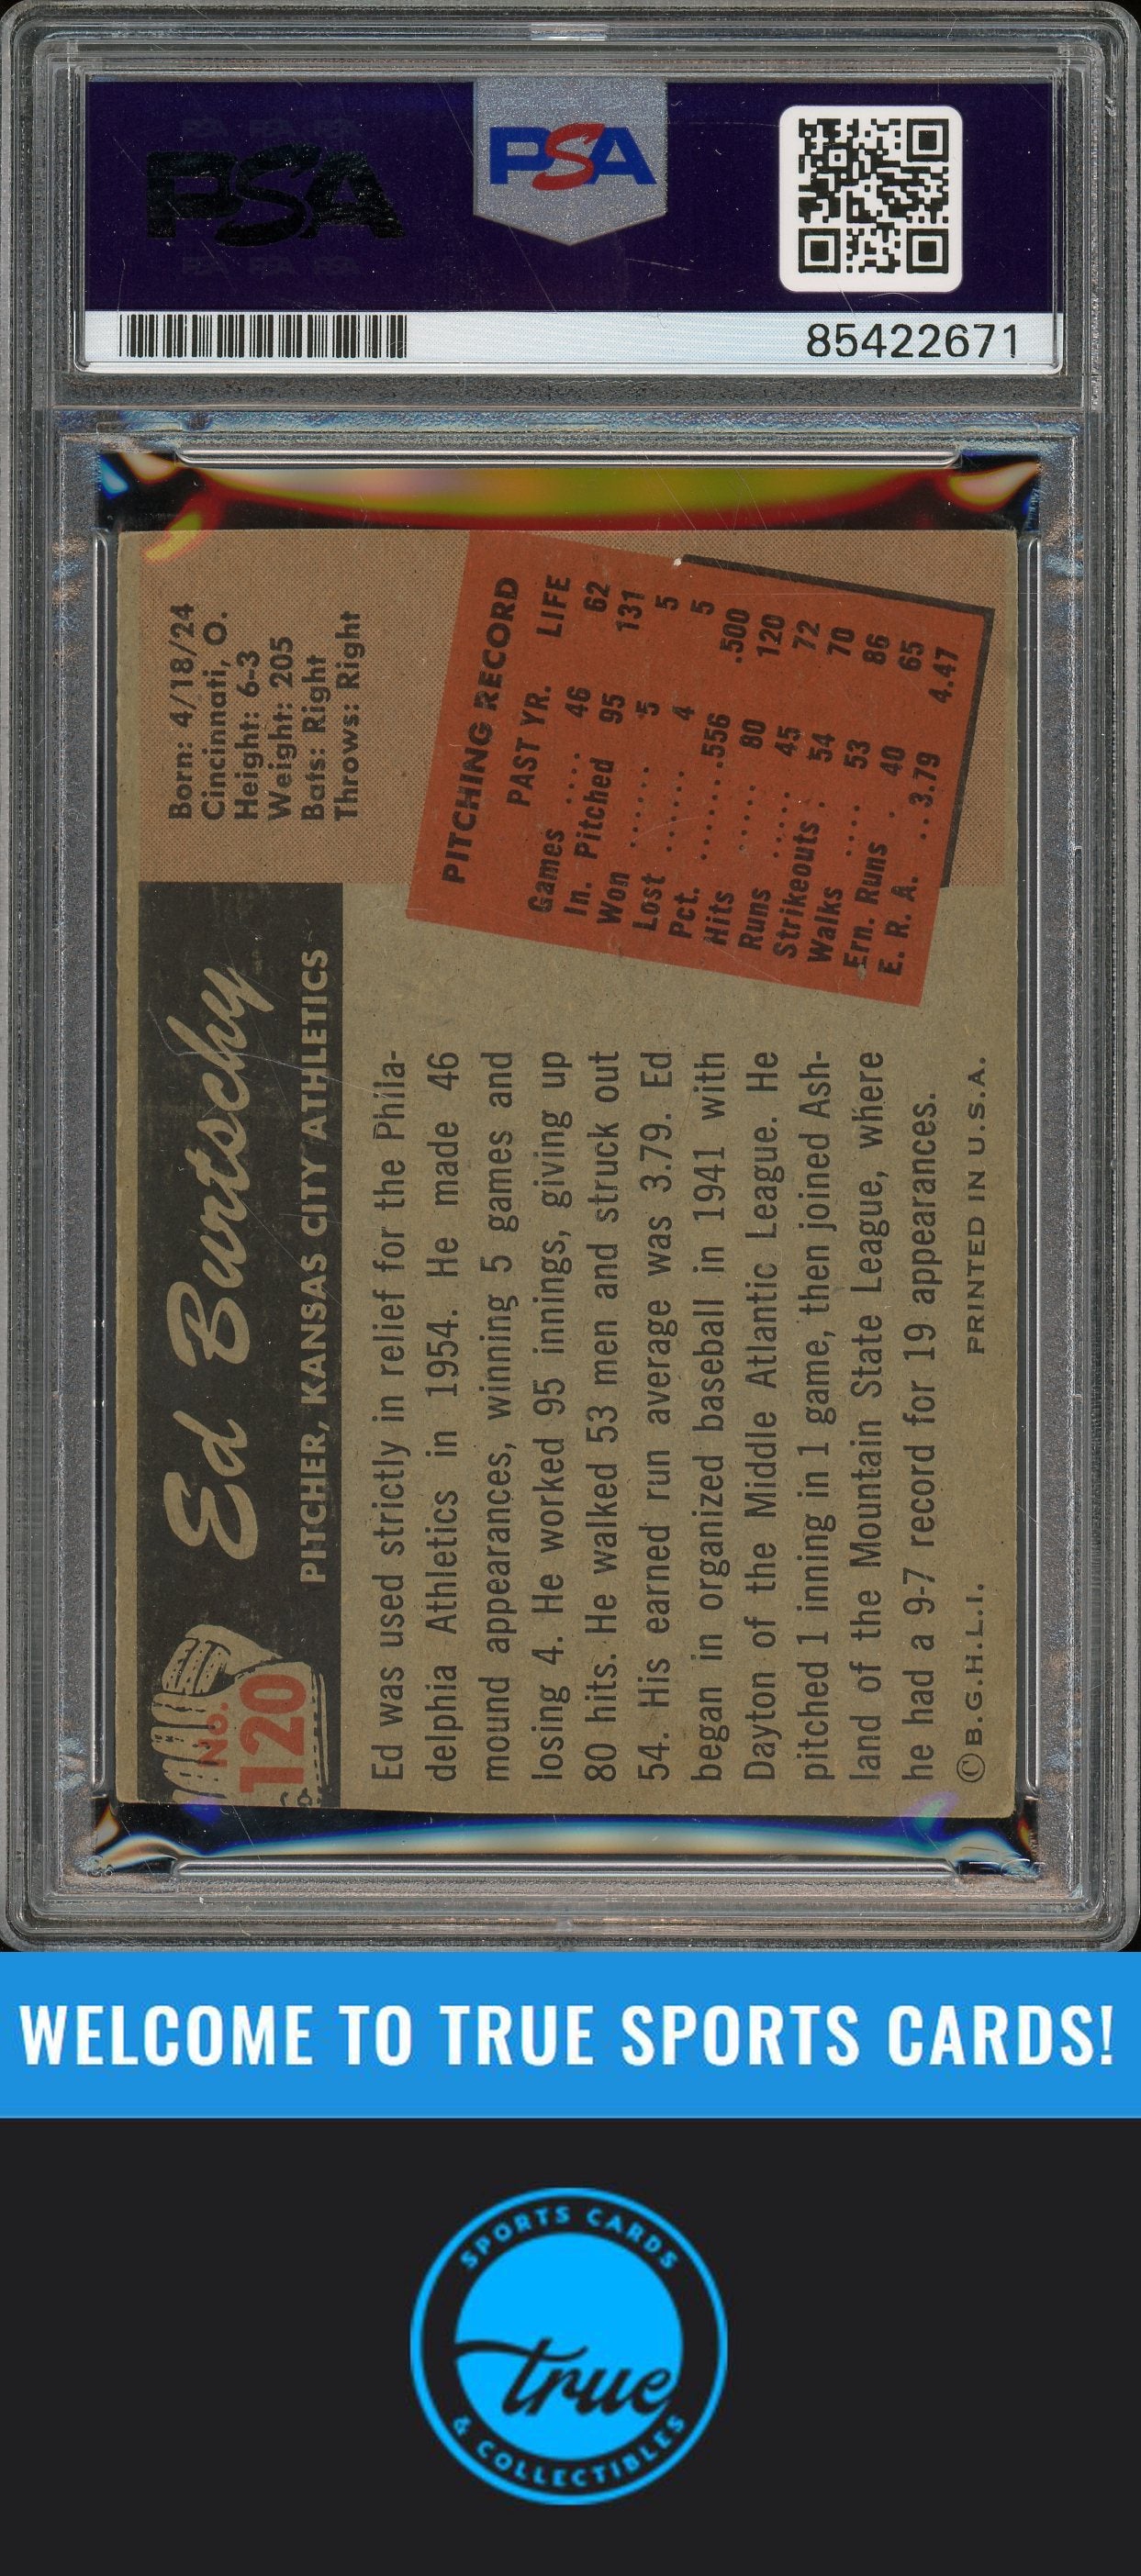 PSA
PSA
85422671
No. 120
Ed Burtschy
PITCHER, KANSAS CITY ATHLETICS
Born: 4/18/24
Cincinnati, O.
Height: 6-3
Weight: 205
Bats: Right
Throws: Right
Ed was used strictly in relief for the Phila-
delphia Athletics in 1954. He made 46
mound appearances, winning 5 games and
losing 4. He worked 95 innings, giving up
80 hits. He walked 53 men and struck out
54. His earned run average was 3.79. Ed
began in organized baseball in 1941 with
Dayton of the Middle Atlantic League. He
pitched 1 inning in 1 game, then joined Ash-
land of the Mountain State League, where
he had a 9-7 record for 19 appearances.
PITCHING RECORD
PAST YR. LIFE
Games .... 46 62
In. Pitched 95 131
Won ...... 5 5
Lost ...... 4 5
Pct. .......556 .500
Hits ...... 80 120
Runs ..... 45 72
Strikeouts . 54 70
Walks .... 53 86
Ern. Runs . 40 65
E. R. A. ..3.79 4.47
© B.G.H.L.I. PRINTED IN U.S.A.
WELCOME TO TRUE SPORTS CARDS!
SPORTS CARDS
true
& COLLECTIBLES